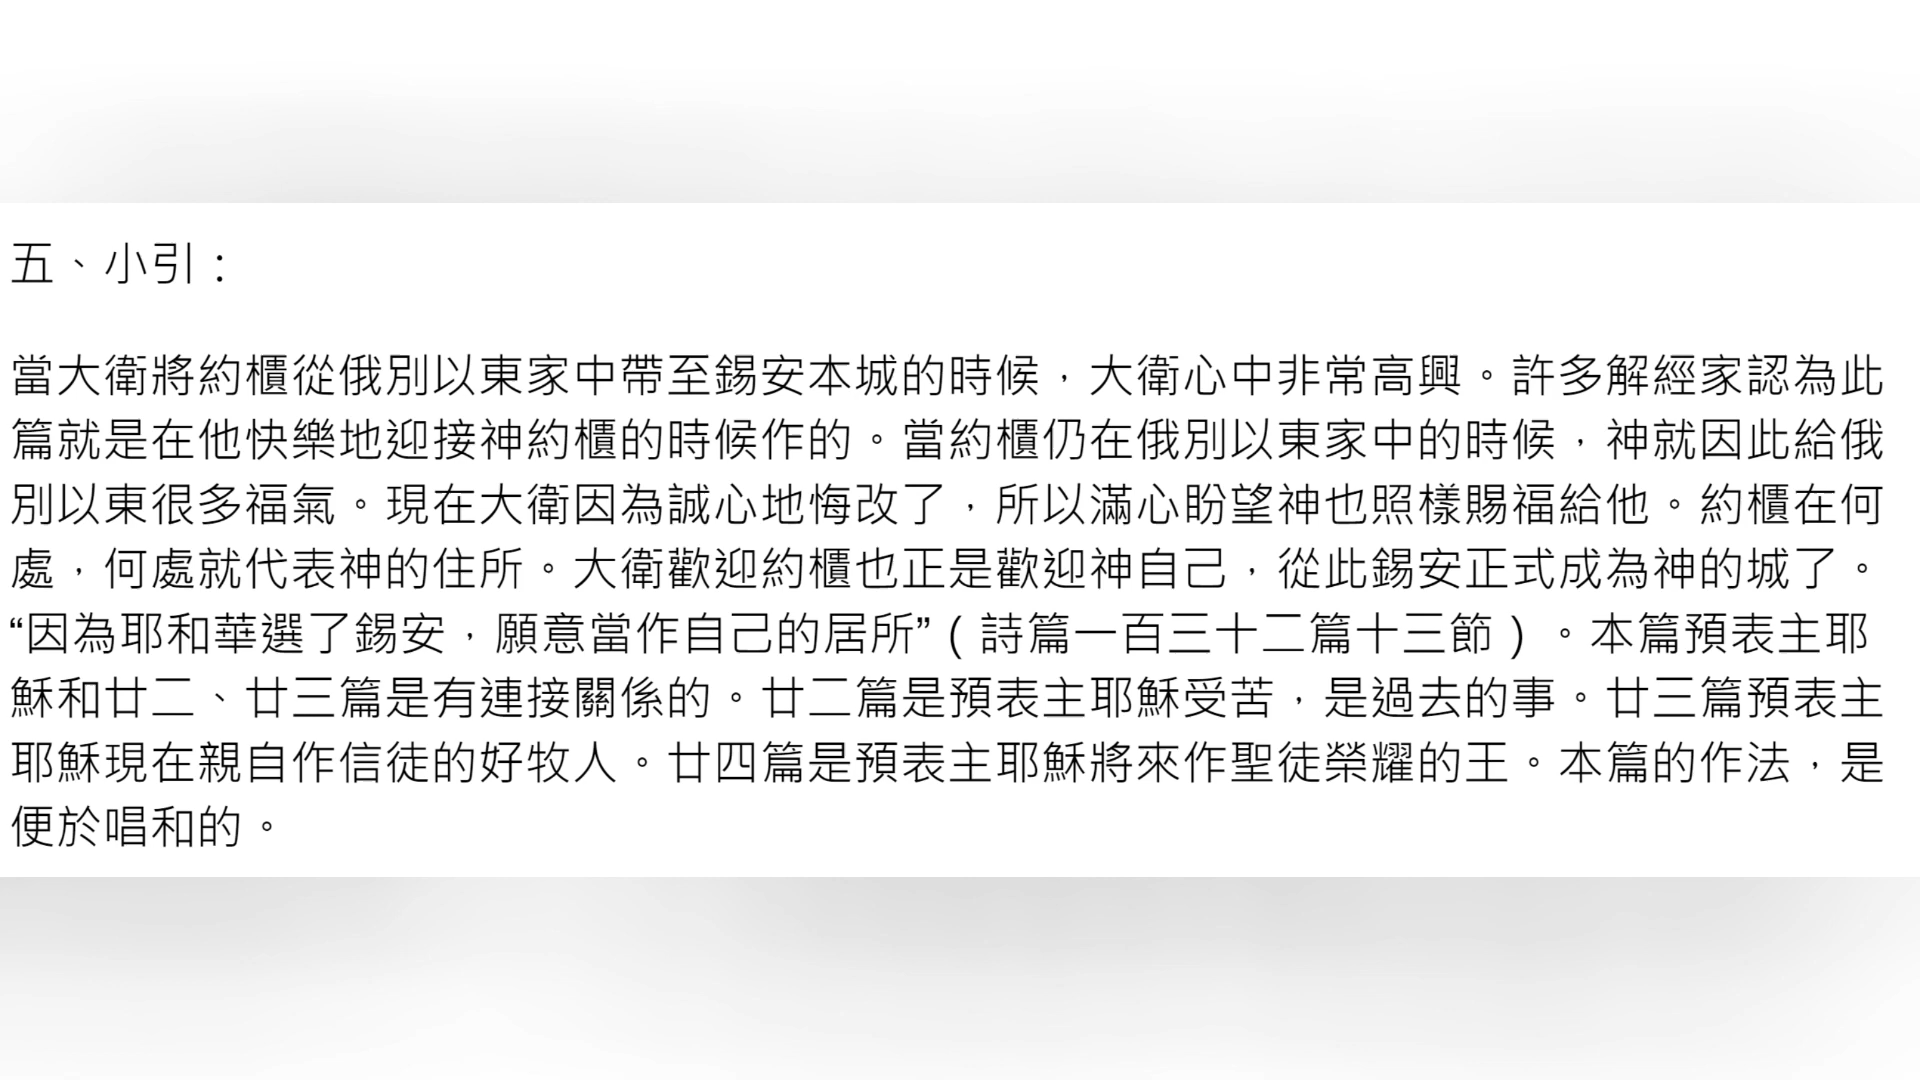 五、小引：
當大衛將約櫃從俄別以東家中帶至錫安本城的時候，大衛心中非常高興。許多解經家認為此
篇就是在他快樂地迎接神約櫃的時候作的。當約櫃仍在俄別以東家中的時候，神就因此給俄
別以東很多福氣。現在大衛因為誠心地悔改了，所以滿心盼望神也照樣賜福給他。約櫃在何
處，何處就代表神的住所。大衛歡迎約櫃也正是歡迎神自己，從此錫安正式成為神的城了。
“因為耶和華選了錫安，願意當作自己的居所”（詩篇一百三十二篇十三節）。本篇預表主耶
穌和廿二、廿三篇是有連接關係的。廿二篇是預表主耶穌受苦，是過去的事。廿三篇預表主
耶穌現在親自作信徒的好牧人。廿四篇是預表主耶穌將來作聖徒榮耀的王。本篇的作法，是
便於唱和的。